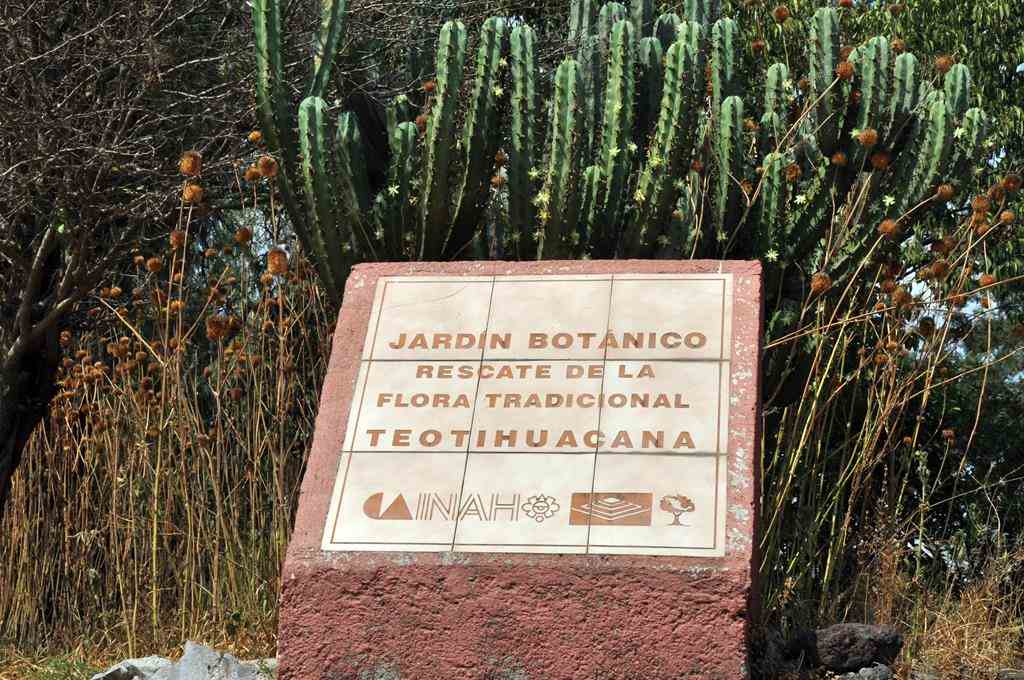 JARDÍN BOTÁNICO
RESCATE DE LA
FLORA TRADICIONAL
TEOTIHUACANA
INAH